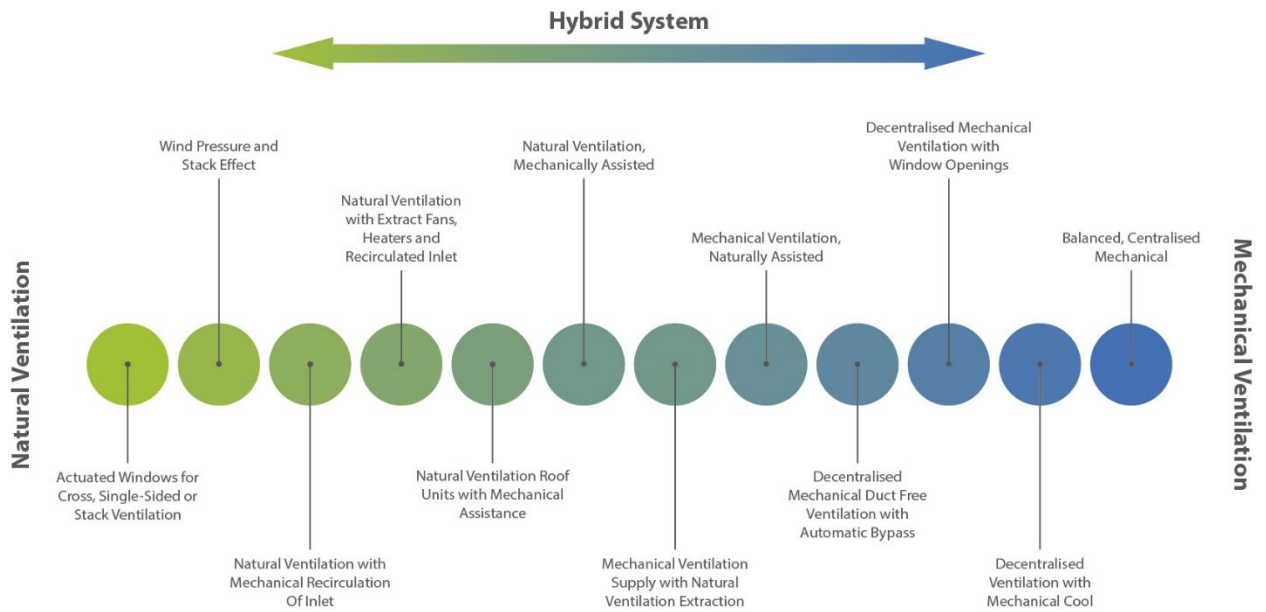 Hybrid System
Natural Ventilation
Actuated Windows for
Cross, Single-Sided or
Stack Ventilation
Wind Pressure and
Stack Effect
Natural Ventilation with
Mechanical Recirculation
Of Inlet
Natural Ventilation
with Extract Fans,
Heaters and
Recirculated Inlet
Natural Ventilation Roof
Units with Mechanical
Assistance
Natural Ventilation,
Mechanically Assisted
Mechanical Ventilation
Supply with Natural
Ventilation Extraction
Mechanical Ventilation,
Naturally Assisted
Decentralised
Mechanical Duct Free
Ventilation with
Automatic Bypass
Decentralised Mechanical
Ventilation with
Window Openings
Decentralised
Ventilation with
Mechanical Cool
Balanced, Centralised
Mechanical
Mechanical Ventilation